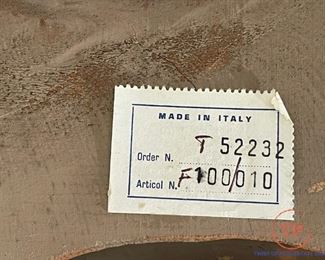 MADE IN ITALY
Order N. T 52232
Articol N. F100/010